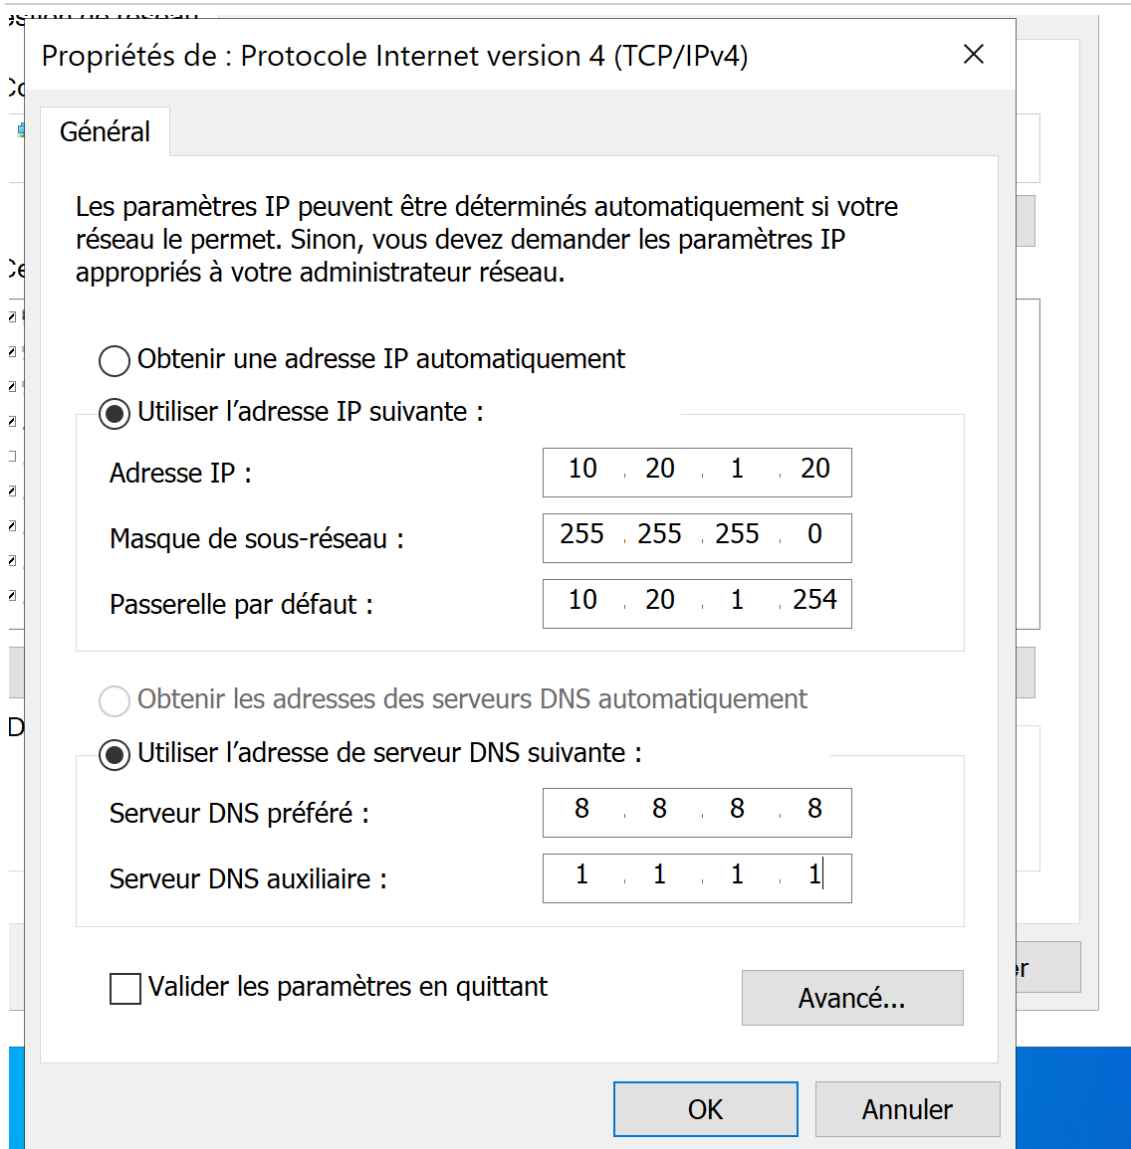 Propriétés de : Protocole Internet version 4 (TCP/IPv4)
Général
Les paramètres IP peuvent être déterminés automatiquement si votre
réseau le permet. Sinon, vous devez demander les paramètres IP
appropriés à votre administrateur réseau.
Obtenir une adresse IP automatiquement
Utiliser l’adresse IP suivante :
Adresse IP : 10 . 20 . 1 . 20
Masque de sous-réseau : 255 . 255 . 255 . 0
Passerelle par défaut : 10 . 20 . 1 . 254
Obtenir les adresses des serveurs DNS automatiquement
Utiliser l’adresse de serveur DNS suivante :
Serveur DNS préféré : 8 . 8 . 8 . 8
Serveur DNS auxiliaire : 1 . 1 . 1 . 1
Valider les paramètres en quittant
Avancé...
OK Annuler